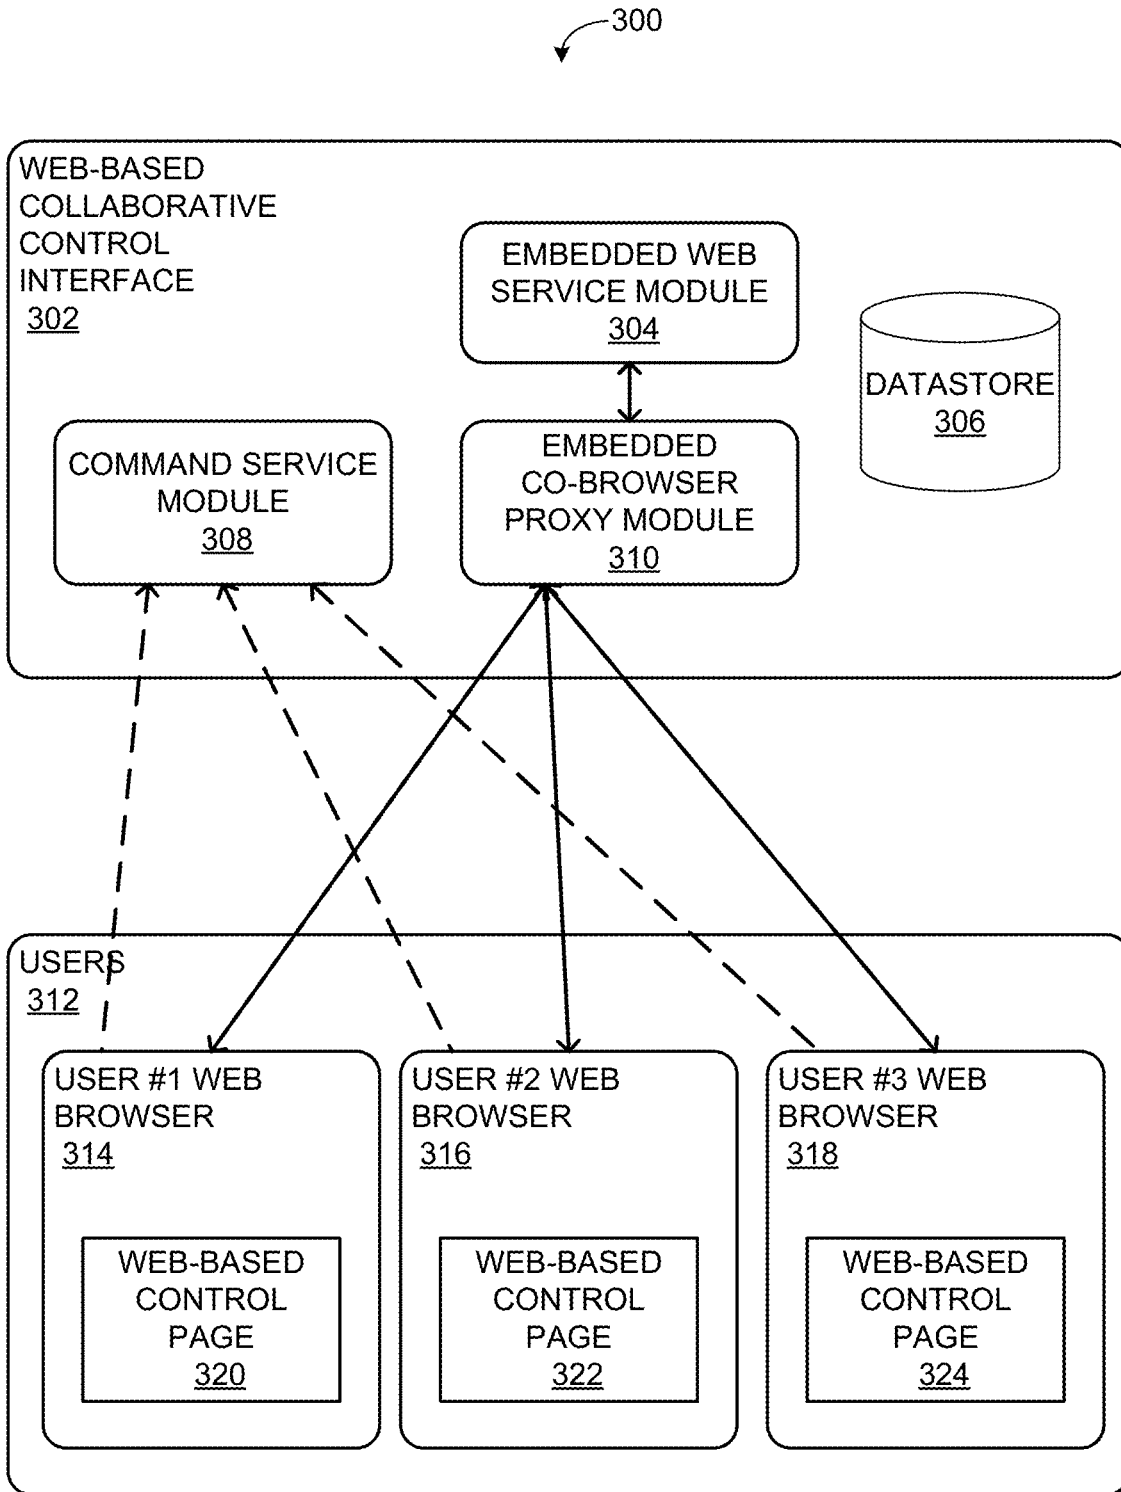 300
WEB-BASED
COLLABORATIVE
CONTROL
INTERFACE
302
EMBEDDED WEB
SERVICE MODULE
304
DATASTORE
306
COMMAND SERVICE
MODULE
308
EMBEDDED
CO-BROWSER
PROXY MODULE
310
USERS
312
USER #1 WEB
BROWSER
314
WEB-BASED
CONTROL
PAGE
320
USER #2 WEB
BROWSER
316
WEB-BASED
CONTROL
PAGE
322
USER #3 WEB
BROWSER
318
WEB-BASED
CONTROL
PAGE
324